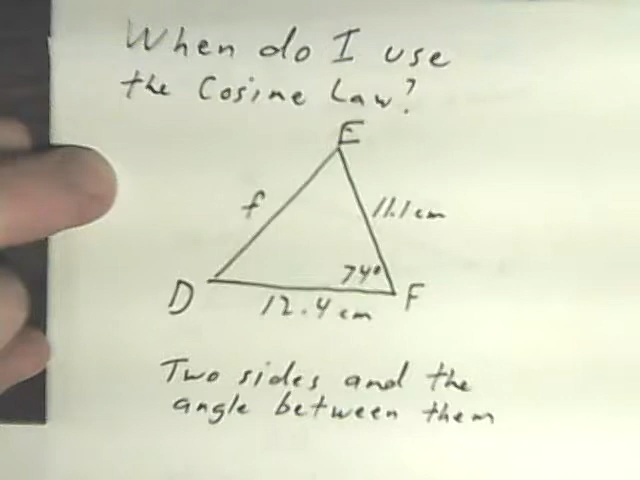 When do I use
the Cosine Law?
E
f
11.1 cm
74°
D
F
12.4 cm
Two sides and the
angle between them